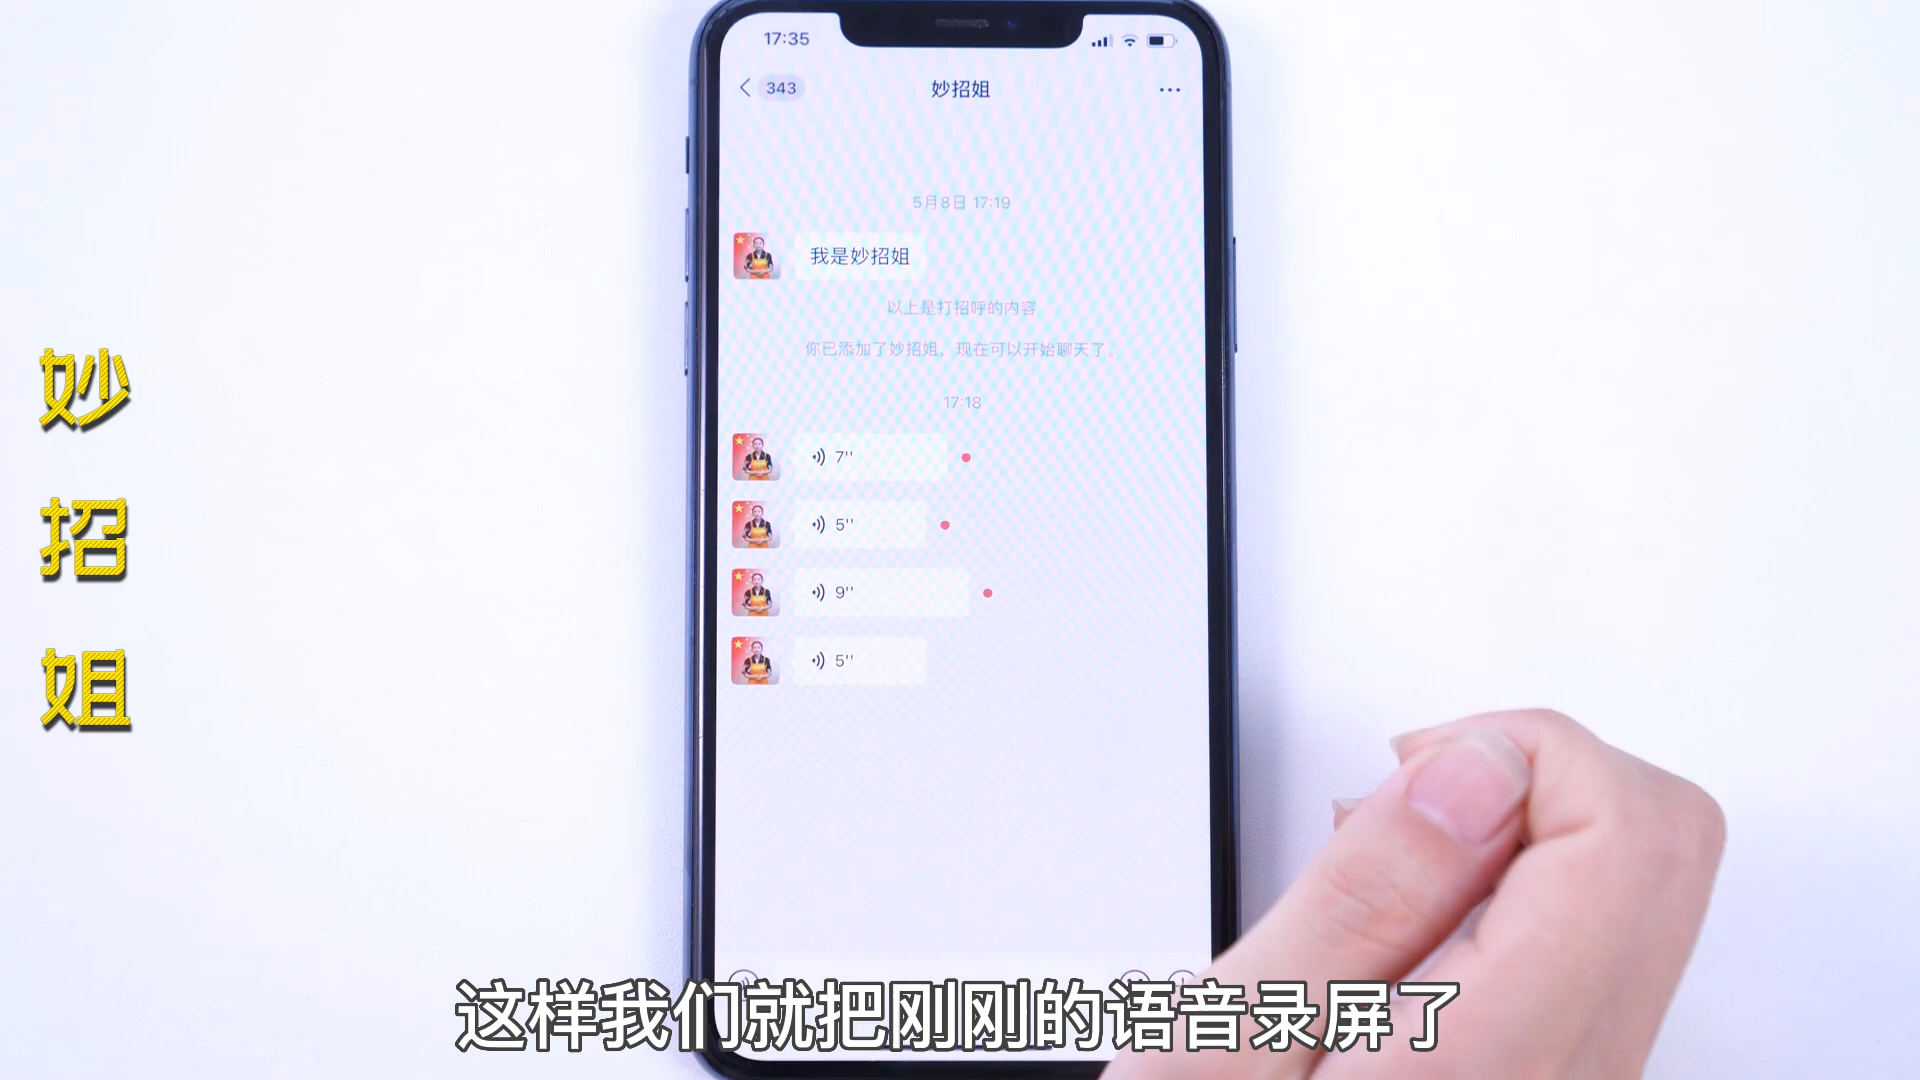 17:35
343
妙招姐
5月8日 17:19
我是妙招姐
以上是打招呼的内容
你已添加了妙招姐，现在可以开始聊天了。
17:18
7''
5''
9''
5''
妙招姐
这样我们就把刚刚的语音录屏了